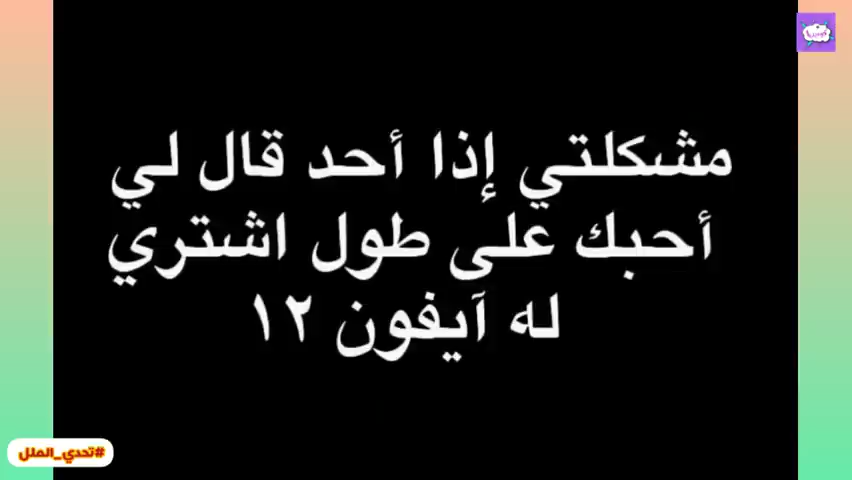 مشكلتي إذا أحد قال لي
أحبك على طول اشتري
له آيفون ١٢
#تحدي_الملل